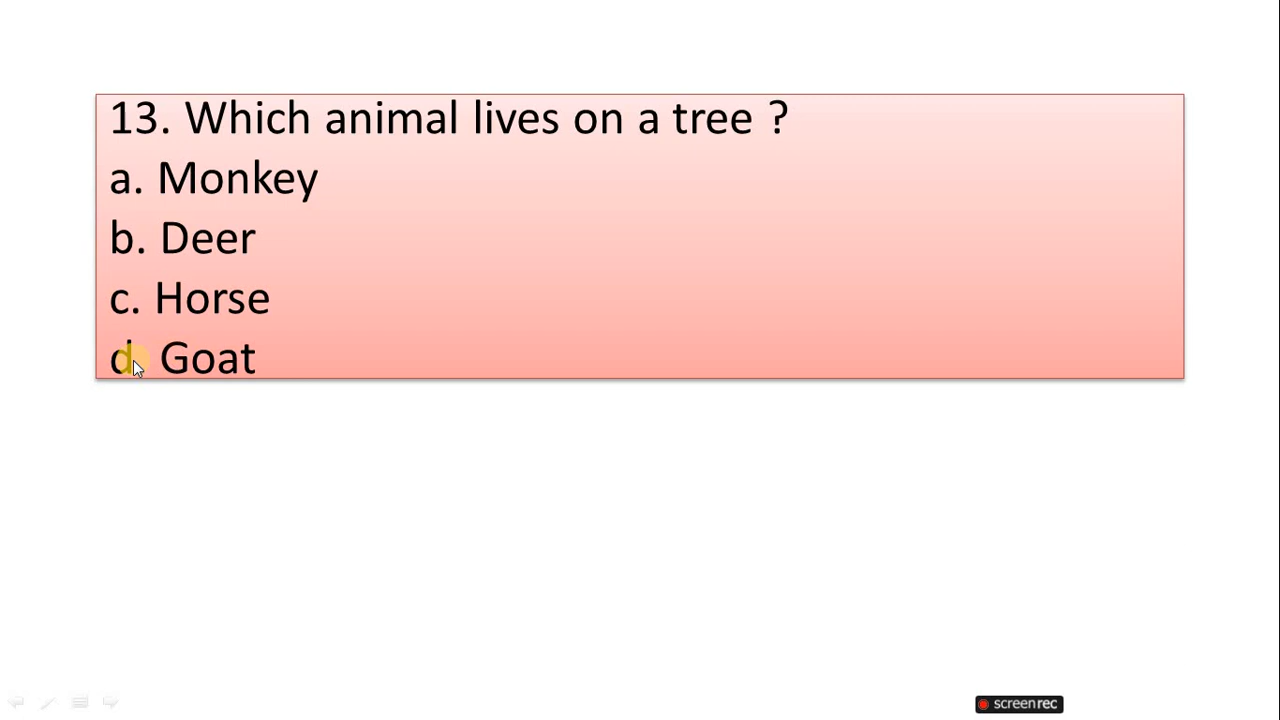 13. Which animal lives on a tree ?
a. Monkey
b. Deer
c. Horse
d. Goat
screenrec